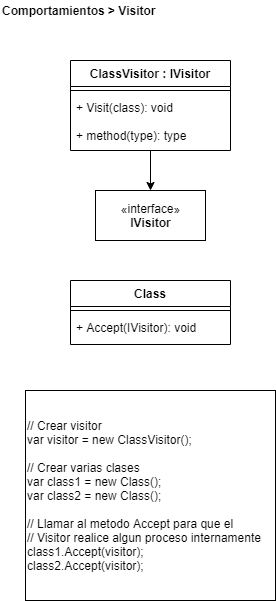 Comportamientos > Visitor
ClassVisitor : IVisitor
+ Visit(class): void
+ method(type): type
«interface»
IVisitor
Class
+ Accept(IVisitor): void
// Crear visitor
var visitor = new ClassVisitor();
// Crear varias clases
var class1 = new Class();
var class2 = new Class();
// Llamar al metodo Accept para que el
// Visitor realice algun proceso internamente
class1.Accept(visitor);
class2.Accept(visitor);